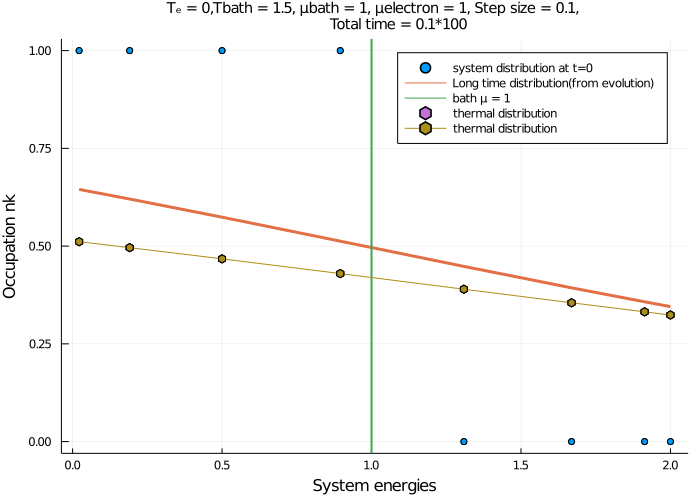 Tₑ = 0,Tbath = 1.5, μbath = 1, μelectron = 1, Step size = 0.1,
Total time = 0.1*100
system distribution at t=0
Long time distribution(from evolution)
bath μ = 1
thermal distribution
thermal distribution
Occupation nk
1.00
0.75
0.50
0.25
0.00
0.0 0.5 1.0 1.5 2.0
System energies